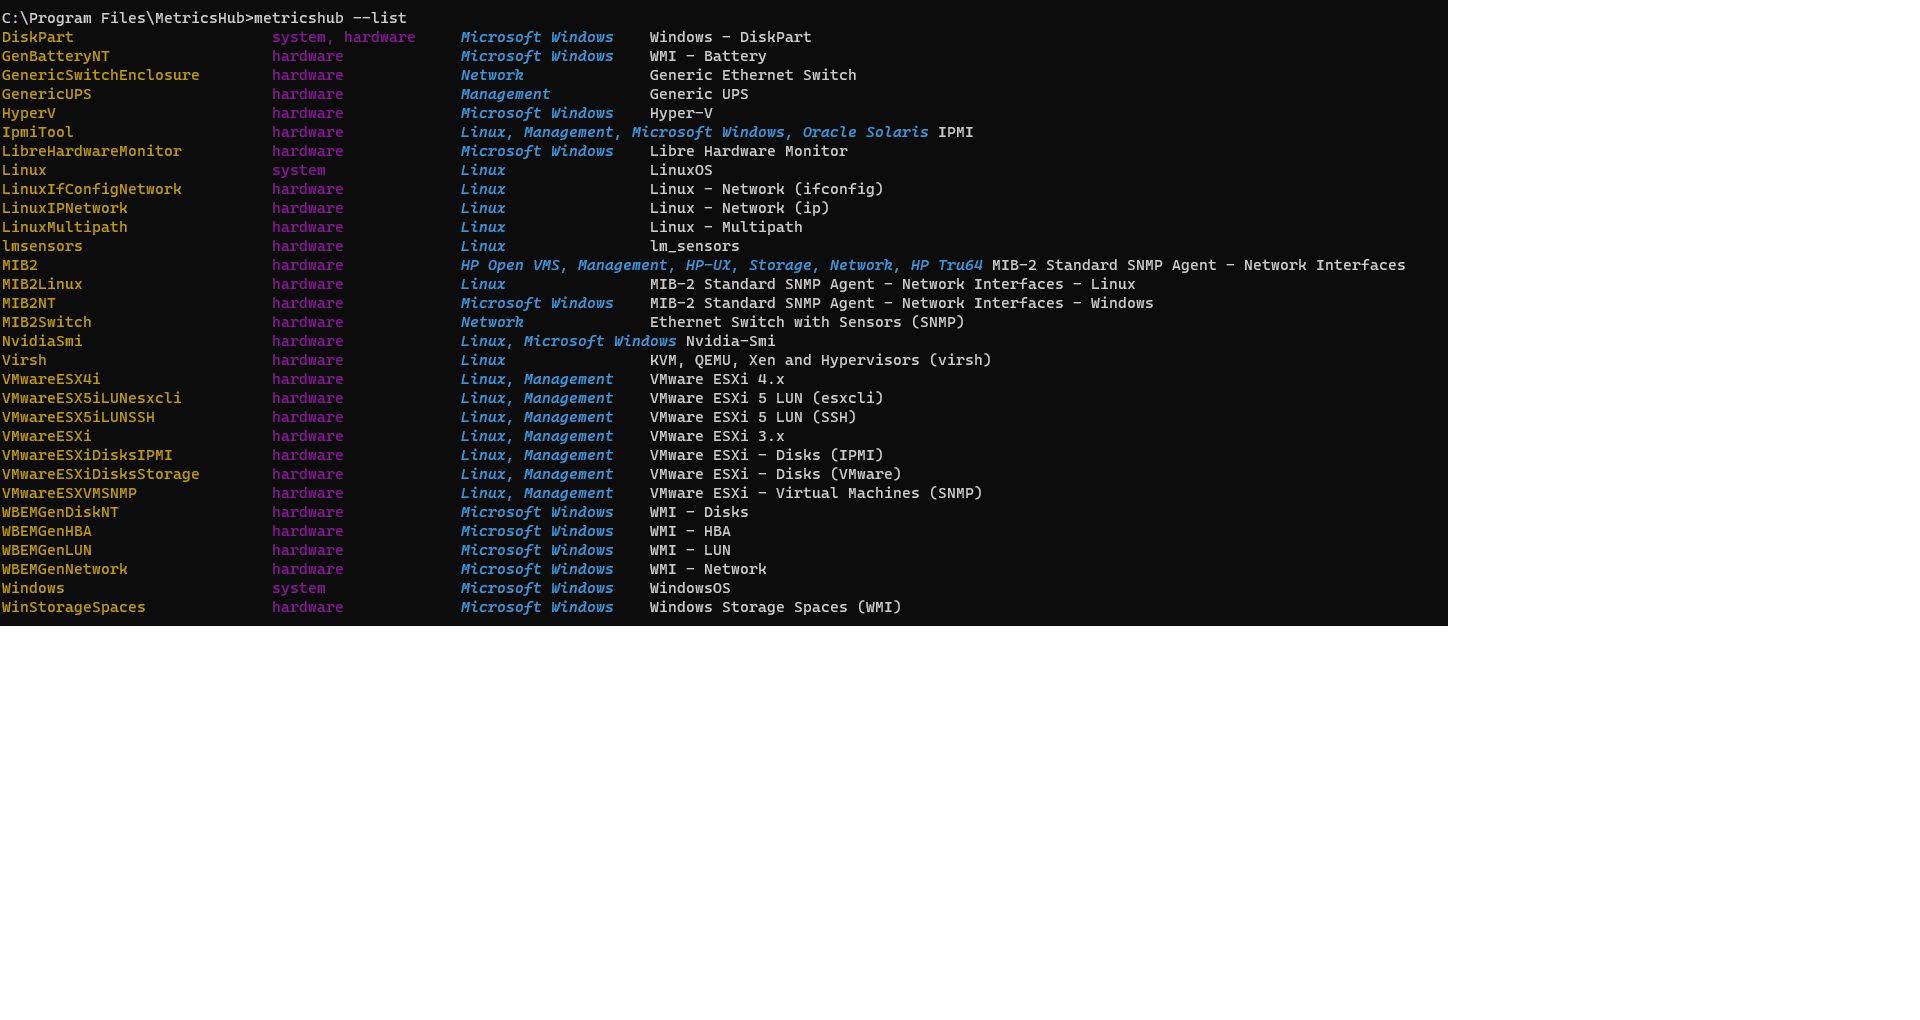 C:\Program Files\MetricsHub>metricshub --list
DiskPart system, hardware Microsoft Windows Windows - DiskPart
GenBatteryNT hardware Microsoft Windows WMI - Battery
GenericSwitchEnclosure hardware Network Generic Ethernet Switch
GenericUPS hardware Management Generic UPS
HyperV hardware Microsoft Windows Hyper-V
IpmiTool hardware Linux, Management, Microsoft Windows, Oracle Solaris IPMI
LibreHardwareMonitor hardware Microsoft Windows Libre Hardware Monitor
Linux system Linux LinuxOS
LinuxIfConfigNetwork hardware Linux Linux - Network (ifconfig)
LinuxIPNetwork hardware Linux Linux - Network (ip)
LinuxMultipath hardware Linux Linux - Multipath
lmsensors hardware Linux lm_sensors
MIB2 hardware HP Open VMS, Management, HP-UX, Storage, Network, HP Tru64 MIB-2 Standard SNMP Agent - Network Interfaces
MIB2Linux hardware Linux MIB-2 Standard SNMP Agent - Network Interfaces - Linux
MIB2NT hardware Microsoft Windows MIB-2 Standard SNMP Agent - Network Interfaces - Windows
MIB2Switch hardware Network Ethernet Switch with Sensors (SNMP)
NvidiaSmi hardware Linux, Microsoft Windows Nvidia-Smi
Virsh hardware Linux KVM, QEMU, Xen and Hypervisors (virsh)
VMwareESX4i hardware Linux, Management VMware ESXi 4.x
VMwareESX5iLUNesxcli hardware Linux, Management VMware ESXi 5 LUN (esxcli)
VMwareESX5iLUNSSH hardware Linux, Management VMware ESXi 5 LUN (SSH)
VMwareESXi hardware Linux, Management VMware ESXi 3.x
VMwareESXiDisksIPMI hardware Linux, Management VMware ESXi - Disks (IPMI)
VMwareESXiDisksStorage hardware Linux, Management VMware ESXi - Disks (VMware)
VMwareESXVMSNMP hardware Linux, Management VMware ESXi - Virtual Machines (SNMP)
WBEMGenDiskNT hardware Microsoft Windows WMI - Disks
WBEMGenHBA hardware Microsoft Windows WMI - HBA
WBEMGenLUN hardware Microsoft Windows WMI - LUN
WBEMGenNetwork hardware Microsoft Windows WMI - Network
Windows system Microsoft Windows WindowsOS
WinStorageSpaces hardware Microsoft Windows Windows Storage Spaces (WMI)